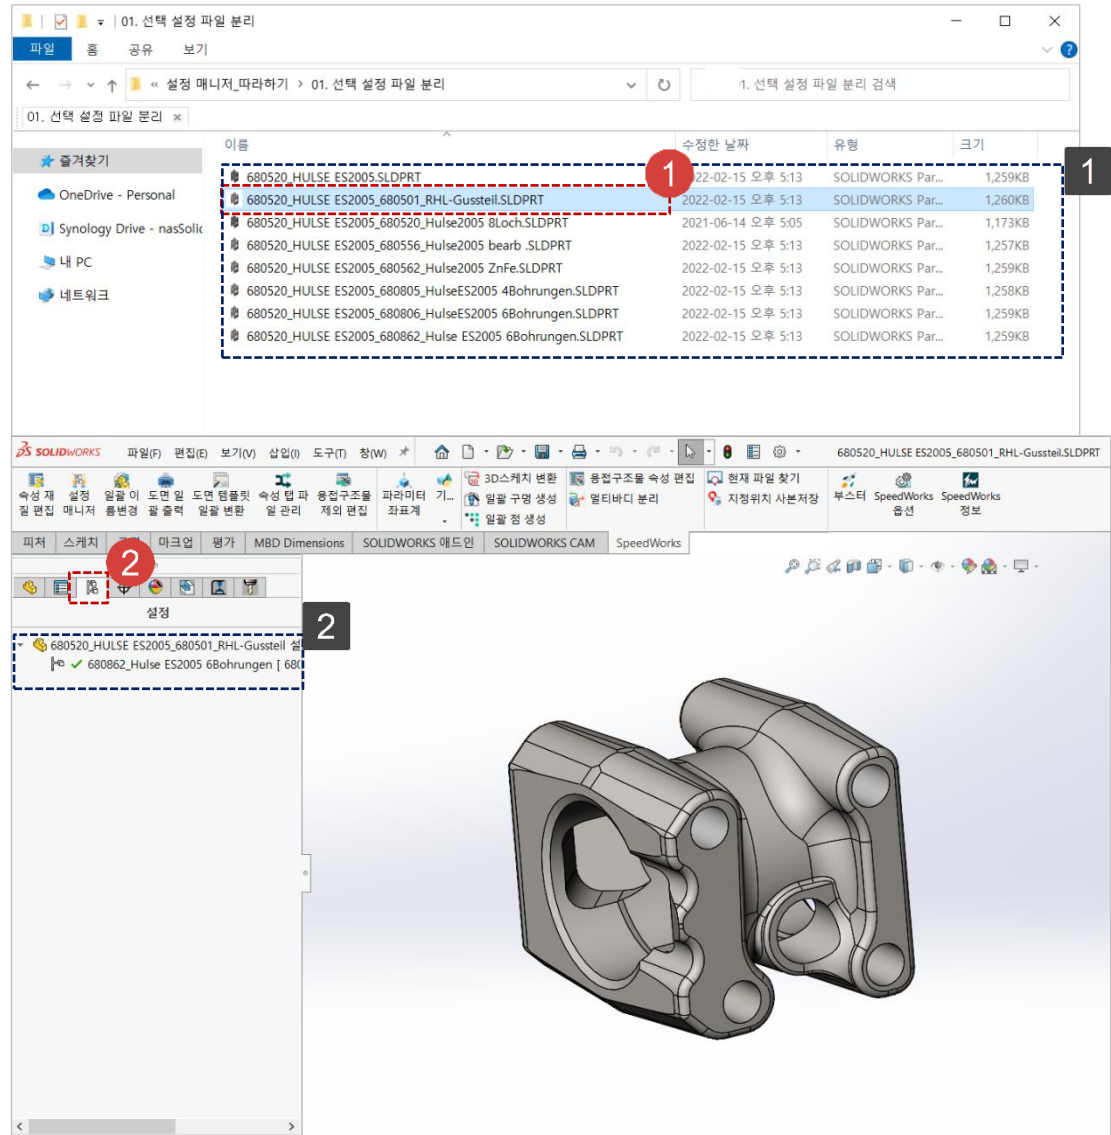 01. 선택 설정 파일 분리
파일 홈 공유 보기
« 설정 매니저_따라하기 › 01. 선택 설정 파일 분리
01. 선택 설정 파일 분리 검색
01. 선택 설정 파일 분리
이름 수정한 날짜 유형 크기
즐겨찾기
OneDrive - Personal
Synology Drive - nasSolic
내 PC
네트워크
680520_HULSE ES2005.SLDPRT 2022-02-15 오후 5:13 SOLIDWORKS Par... 1,259KB
680520_HULSE ES2005_680501_RHL-Gussteil.SLDPRT 2022-02-15 오후 5:13 SOLIDWORKS Par... 1,260KB
680520_HULSE ES2005_680520_Hulse2005 8Loch.SLDPRT 2021-06-14 오후 5:05 SOLIDWORKS Par... 1,173KB
680520_HULSE ES2005_680556_Hulse2005 bearb .SLDPRT 2022-02-15 오후 5:13 SOLIDWORKS Par... 1,257KB
680520_HULSE ES2005_680562_Hulse2005 ZnFe.SLDPRT 2022-02-15 오후 5:13 SOLIDWORKS Par... 1,259KB
680520_HULSE ES2005_680805_HulseES2005 4Bohrungen.SLDPRT 2022-02-15 오후 5:13 SOLIDWORKS Par... 1,258KB
680520_HULSE ES2005_680806_HulseES2005 6Bohrungen.SLDPRT 2022-02-15 오후 5:13 SOLIDWORKS Par... 1,259KB
680520_HULSE ES2005_680862_Hulse ES2005 6Bohrungen.SLDPRT 2022-02-15 오후 5:13 SOLIDWORKS Par... 1,259KB
1
1
SOLIDWORKS 파일(F) 편집(E) 보기(V) 삽입(I) 도구(T) 창(W) 680520_HULSE ES2005_680501_RHL-Gussteil.SLDPRT
속성 재질 편집
설정 매니저
일괄 이름변경
도면 일괄 출력
도면 템플릿 일괄 변환
속성 탭 파일 관리
용접구조물 제외 편집
파라미터 좌표계
기...
3D스케치 변환
일괄 구멍 생성
일괄 점 생성
용접구조물 속성 편집
멀티바디 분리
현재 파일 찾기
지정위치 사본저장
부스터
SpeedWorks 옵션
SpeedWorks 정보
피처 스케치 마크업 평가 MBD Dimensions SOLIDWORKS 애드인 SOLIDWORKS CAM SpeedWorks
2
설정
2
680520_HULSE ES2005_680501_RHL-Gussteil 설
680862_Hulse ES2005 6Bohrungen [ 680